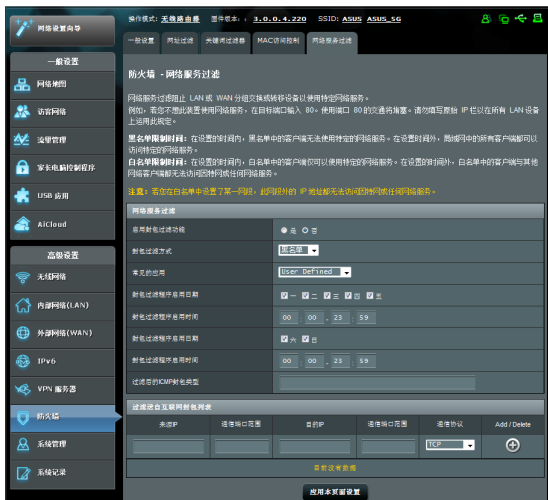 网络设置向导
一般设置
网络地图
访客网络
流量管理
家长电脑控制程序
USB 应用
AiCloud
高级设置
无线网络
内部网络(LAN)
外部网络(WAN)
IPv6
VPN 服务器
防火墙
系统管理
系统记录
操作模式: 无线路由器 固件版本: 3.0.0.4.220 SSID: ASUS ASUS_5G
一般设置 网址过滤 关键词过滤器 MAC访问控制 网络服务过滤
防火墙 - 网络服务过滤
网络服务过滤阻止 LAN 或 WAN 分组交换或转移设备以使用特定网络服务。
例如，若您不想此装置使用网络服务，在目标端口输入 80。使用端口 80 的交通将堵塞。请勿填写原始 IP 栏以在所有 LAN 设备
上运用此规定。
黑名单限制时间: 在设置的时间内，黑名单中的客户端无法使用特定的网络服务。在设置时间外，局域网中的所有客户端都可以
访问特定的网络服务。
白名单限制时间: 在设置的时间内，白名单中的客户端仅可以使用特定的网络服务。在设置的时间外，白名单中的客户端与其他
网络客户端都无法访问因特网或任何网络服务。
注意: 若您在白名单中设置了某一网段，此网段外的 IP 地址都无法访问因特网或任何网络服务。
网络服务过滤
启用封包过滤功能 是 否
封包过滤方式 黑名单
常见的应用 User Defined
封包过滤程序启用日期 一 二 三 四 五
封包过滤程序启用时间 00 : 00 - 23 : 59
封包过滤程序启用日期 六 日
封包过滤程序启用时间 00 : 00 - 23 : 59
过滤后的ICMP封包类型
过滤送自互联网封包列表
来源IP 通信端口范围 目的IP 通信端口范围 通信协议 Add / Delete
TCP
目前没有数据
应用本页面设置